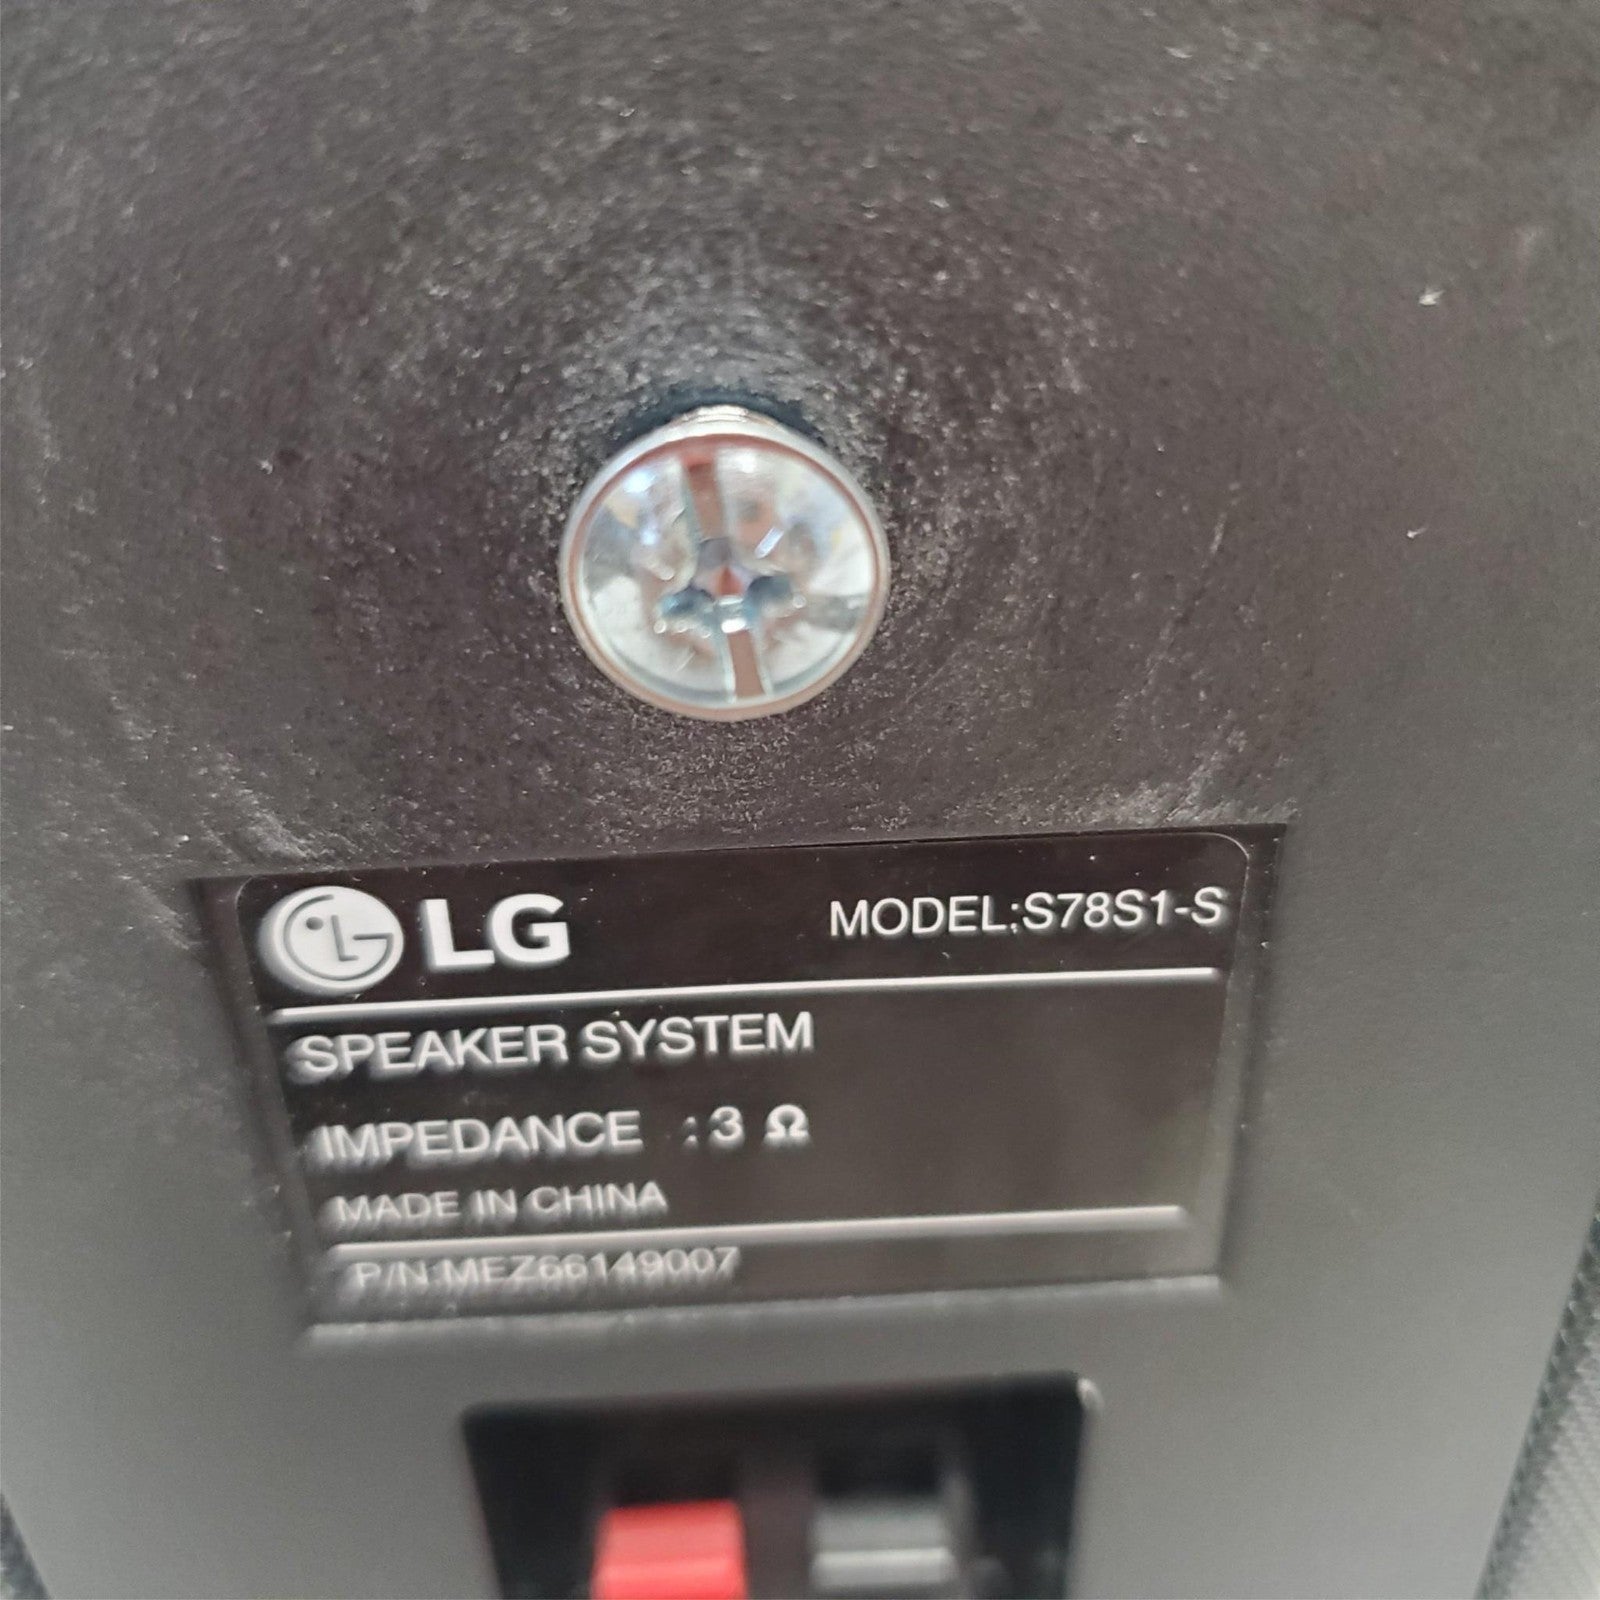 LG MODEL:S78S1-S
SPEAKER SYSTEM
IMPEDANCE : 3 Ω
MADE IN CHINA
P/N:MEZ66149007